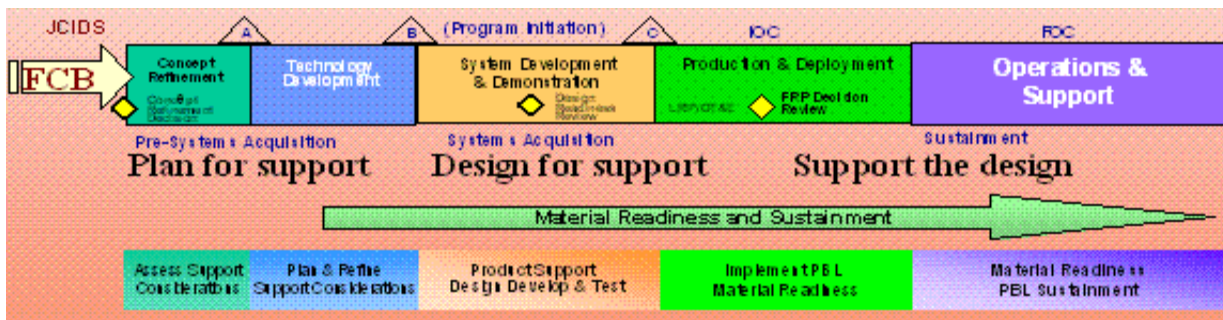 JCIDS
A
B
(Program Initiation)
C
IOC
FOC
FCB
Concept
Refinement
Technology
Development
System Development
& Demonstration
Production & Deployment
Operations &
Support
Concept
Refinement
Decision
Design
Readiness
Review
FRP Decision
Review
Pre-Systems Acquisition
Systems Acquisition
Sustainment
Plan for support
Design for support
Support the design
Material Readiness and Sustainment
Assess Support
Considerations
Plan & Refine
Support Considerations
Product Support
Design Develop & Test
Implement PBL
Material Readiness
Material Readiness
PBL Sustainment